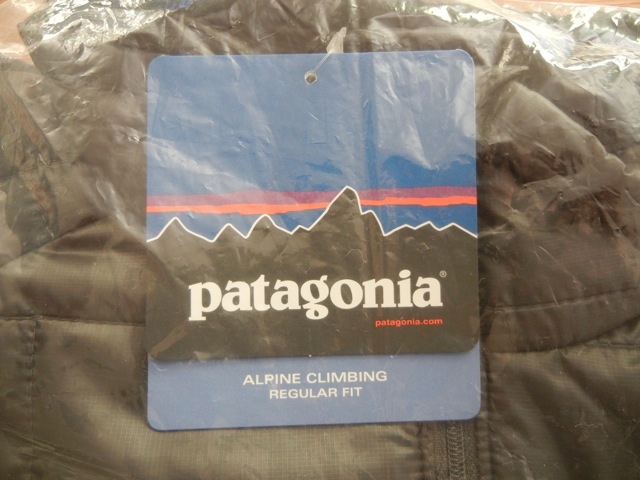 patagonia®
patagonia.com
ALPINE CLIMBING
REGULAR FIT